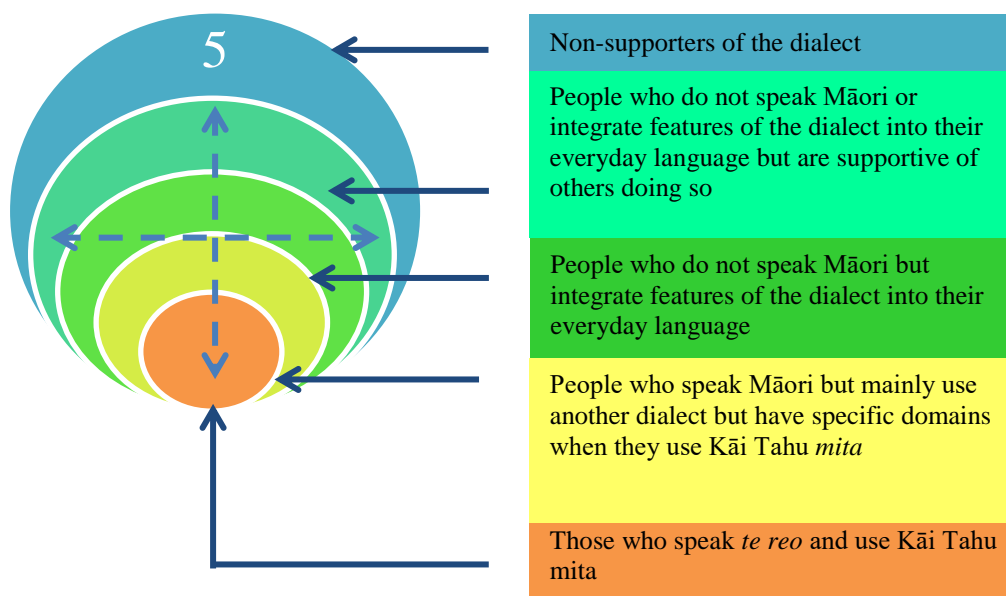 5
Non-supporters of the dialect
People who do not speak Māori or
integrate features of the dialect into their
everyday language but are supportive of
others doing so
People who do not speak Māori but
integrate features of the dialect into their
everyday language
People who speak Māori but mainly use
another dialect but have specific domains
when they use Kāi Tahu mita
Those who speak te reo and use Kāi Tahu
mita